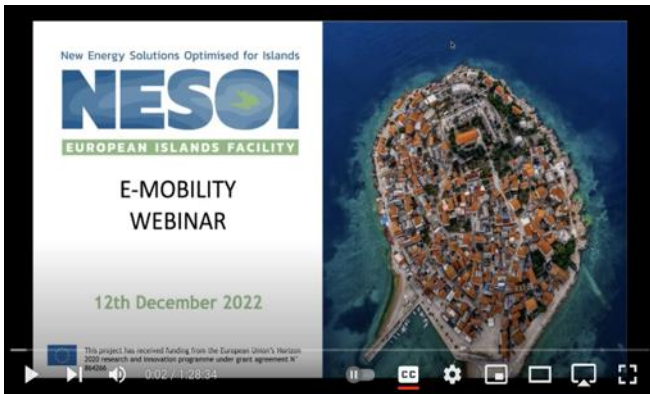 New Energy Solutions Optimised for Islands
NESOI
EUROPEAN ISLANDS FACILITY
E-MOBILITY
WEBINAR
12th December 2022
This project has received funding from the European Union's Horizon
2020 research and innovation programme under grant agreement N°
864266
0:02 / 1:28:34
CC